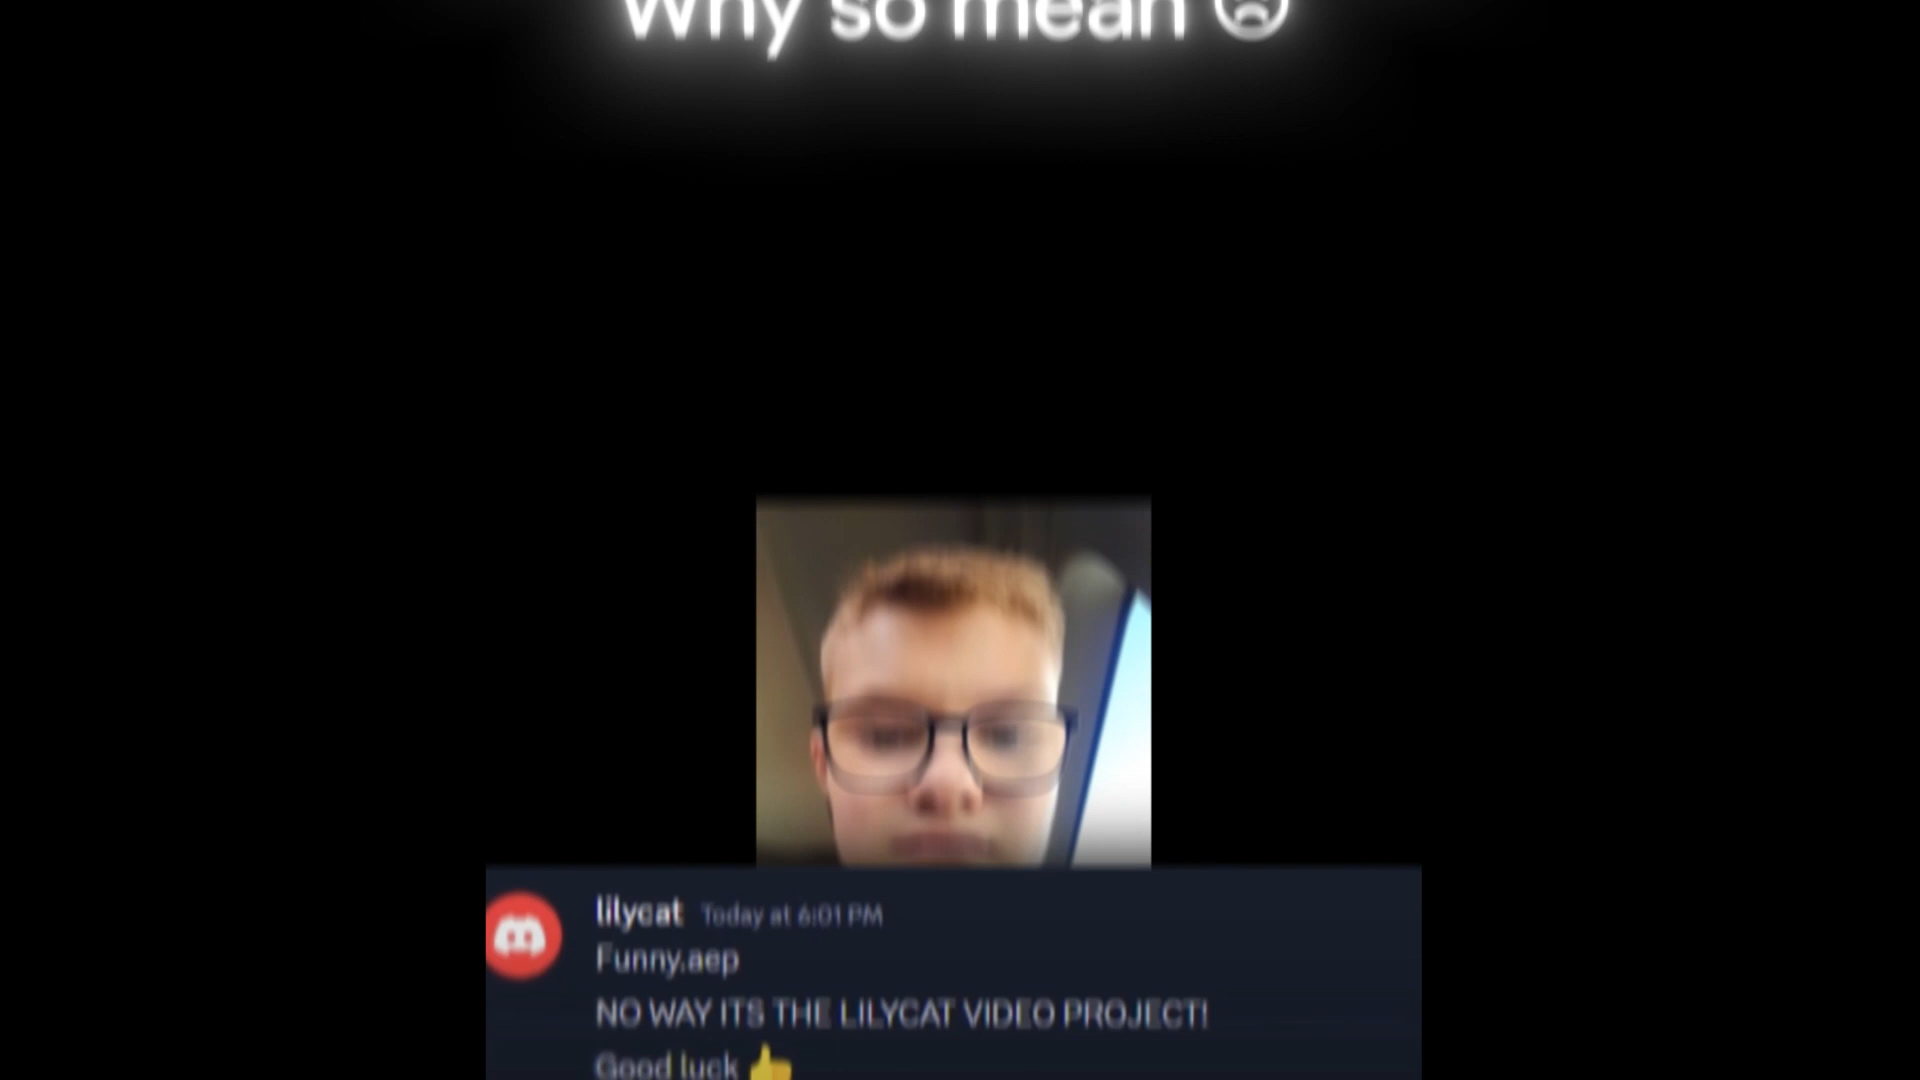 Why so mean ☹
lilycat Today at 6:01 PM
Funny.aep
NO WAY ITS THE LILYCAT VIDEO PROJECT!
Good luck 👍